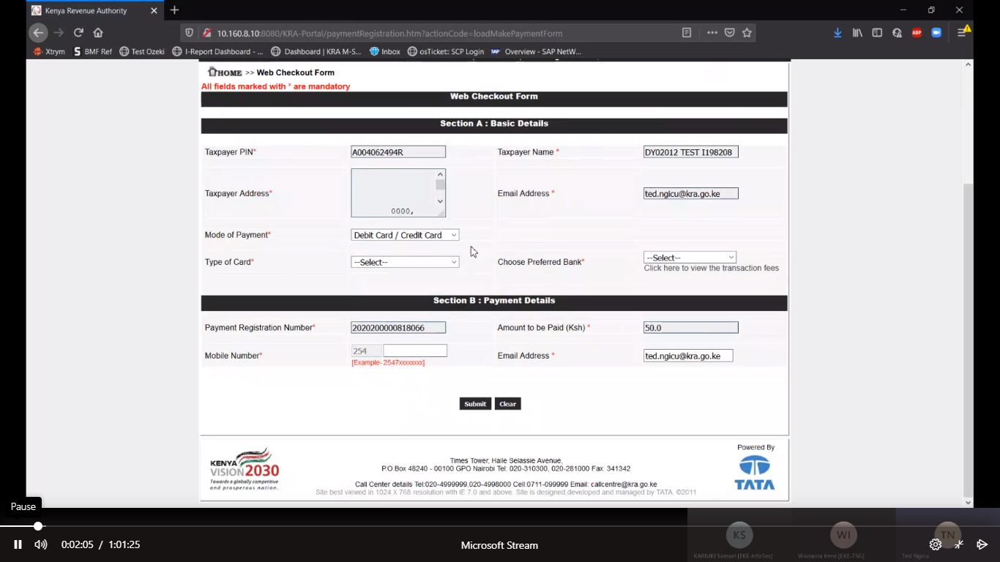 Kenya Revenue Authority
10.160.8.10:8080/KRA-Portal/paymentRegistration.htm?actionCode=loadMakePaymentForm
ABP
Xtrym S BMF Ref Test Ozeki I-Report Dashboard - ... Dashboard | KRA M-S... Inbox osTicket:: SCP Login Overview - SAP NetW...
HOME >> Web Checkout Form
All fields marked with * are mandatory
Web Checkout Form
Section A : Basic Details
Taxpayer PIN* A004062494R Taxpayer Name * DY02012 TEST I198208
Taxpayer Address* 0000, Email Address * ted.ngicu@kra.go.ke
Mode of Payment* Debit Card / Credit Card
Type of Card* --Select-- Choose Preferred Bank* --Select--
Click here to view the transaction fees
Section B : Payment Details
Payment Registration Number* 2020200000818066 Amount to be Paid (Ksh) * 50.0
Mobile Number* 254 Email Address * ted.ngicu@kra.go.ke
[Example- 2547xxxxxxxx]
Submit Clear
KENYA
VISION 2030
Towards a globally competitive
and prosperous nation.
Times Tower, Haile Selassie Avenue,
P.O.Box 48240 - 00100 GPO Nairobi Tel: 020-310300, 020-281000 Fax: 341342
Call Center details Tel:020-4999999,020-4998000 Cell:0711-099999 Email: callcentre@kra.go.ke
Site best viewed in 1024 X 768 resolution with IE 7.0 and above. Site is designed,developed and managed by TATA. ©2011
Powered By
TATA
Pause
0:02:05 / 1:01:25
Microsoft Stream
KS WI TN
KARIUKI Samuel [EKE-InfoSec] Wamaina Irene [EKE-TSG] Ted Ngicu